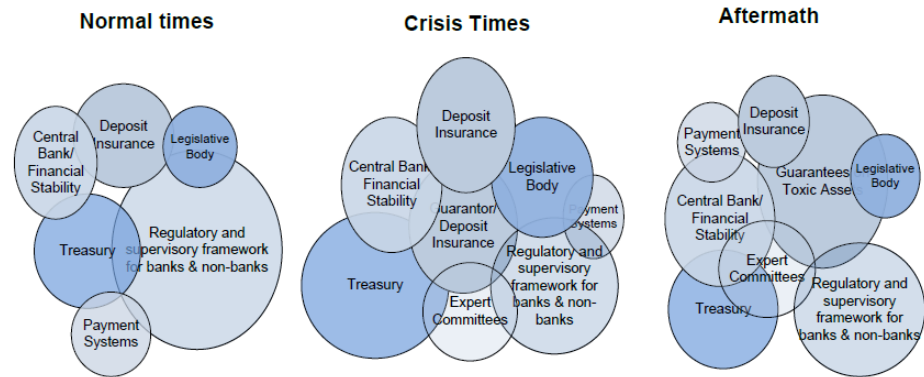 Normal times
Crisis Times
Aftermath
Central
Bank/
Financial
Stability
Deposit
Insurance
Legislative
Body
Treasury
Regulatory and
supervisory framework
for banks & non-banks
Payment
Systems
Deposit
Insurance
Central Bank/
Financial
Stability
Legislative
Body
Guarantor/
Deposit
Insurance
Payment
Systems
Treasury
Regulatory and
supervisory
framework for
banks & non-
banks
Expert
Committees
Payment
Systems
Deposit
Insurance
Guarantees
Toxic Assets
Legislative
Body
Central Bank/
Financial
Stability
Expert
Committees
Treasury
Regulatory and
supervisory
framework for
banks & non-banks